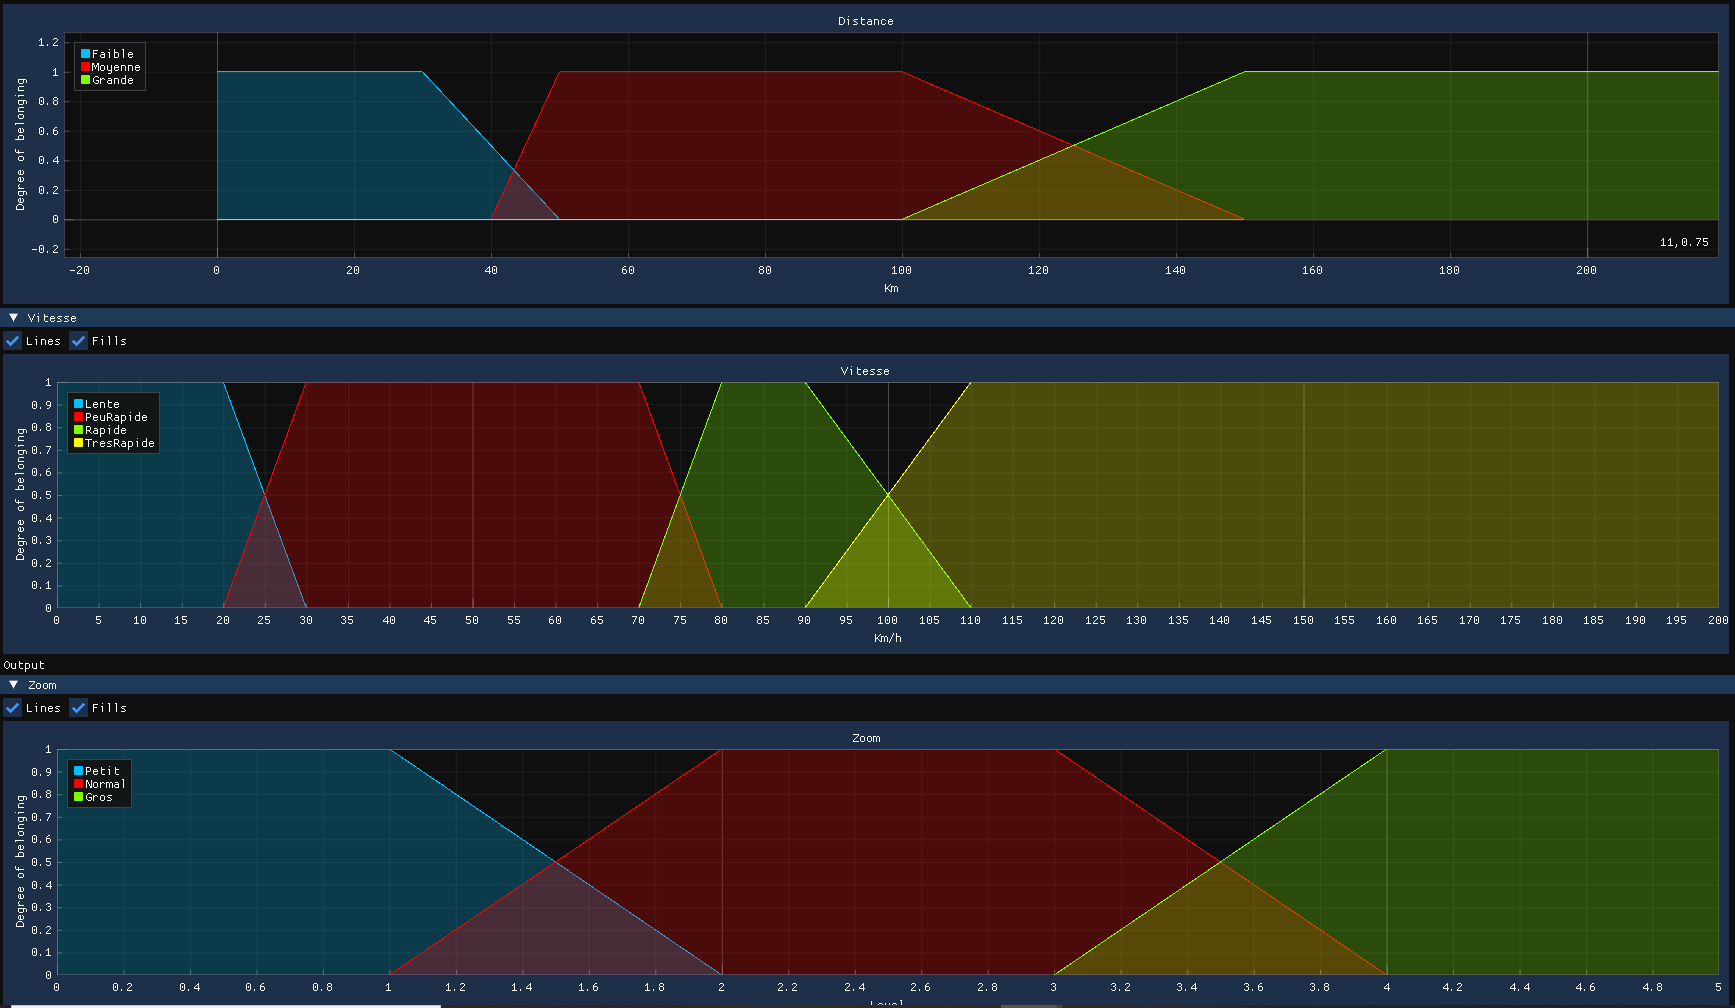 Distance
Faible
Moyenne
Grande
Degree of belonging
1.2
1
0.8
0.6
0.4
0.2
0
-0.2
11,0.75
-20 0 20 40 60 80 100 120 140 160 180 200
Km
Vitesse
Lines Fills
Vitesse
Lente
PeuRapide
Rapide
TresRapide
Degree of belonging
1
0.9
0.8
0.7
0.6
0.5
0.4
0.3
0.2
0.1
0
0 5 10 15 20 25 30 35 40 45 50 55 60 65 70 75 80 85 90 95 100 105 110 115 120 125 130 135 140 145 150 155 160 165 170 175 180 185 190 195 200
Km/h
Output
Zoom
Lines Fills
Zoom
Petit
Normal
Gros
Degree of belonging
1
0.9
0.8
0.7
0.6
0.5
0.4
0.3
0.2
0.1
0
0 0.2 0.4 0.6 0.8 1 1.2 1.4 1.6 1.8 2 2.2 2.4 2.6 2.8 3 3.2 3.4 3.6 3.8 4 4.2 4.4 4.6 4.8 5
Level